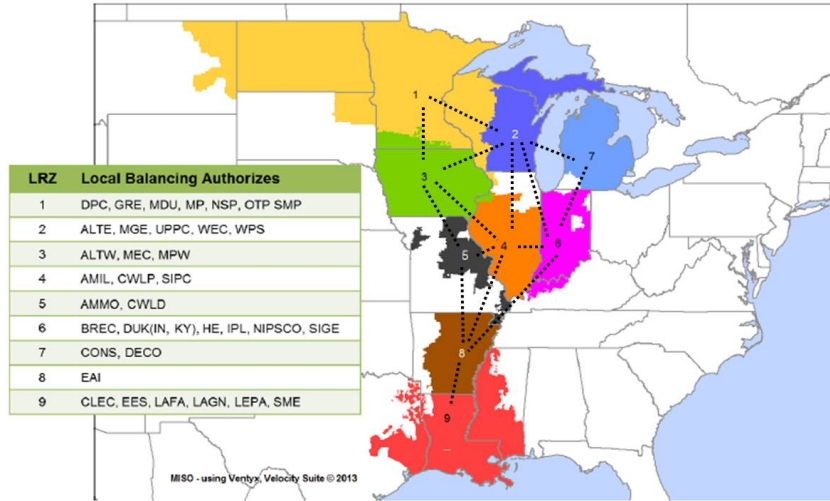 LRZ Local Balancing Authorizes
1 DPC, GRE, MDU, MP, NSP, OTP SMP
2 ALTE, MGE, UPPC, WEC, WPS
3 ALTW, MEC, MPW
4 AMIL, CWLP, SIPC
5 AMMO, CWLD
6 BREC, DUK(IN, KY), HE, IPL, NIPSCO, SIGE
7 CONS, DECO
8 EAI
9 CLEC, EES, LAFA, LAGN, LEPA, SME
1
2
7
3
4
6
5
8
9
MISO - using Ventyx, Velocity Suite © 2013